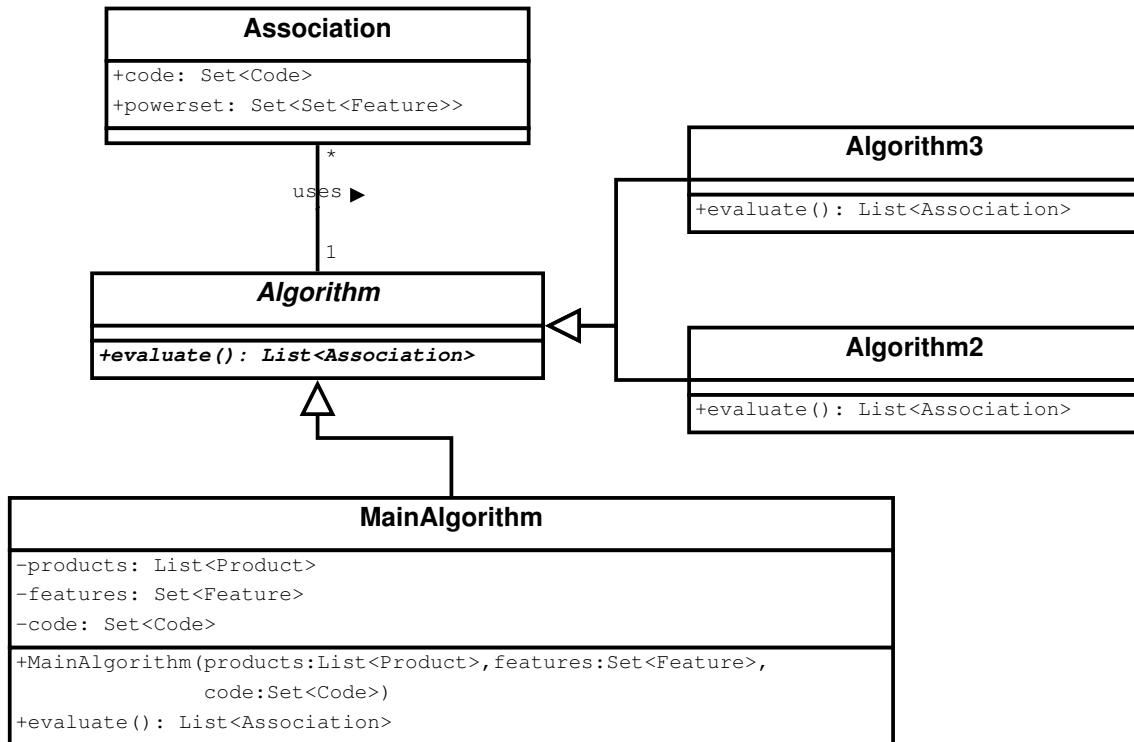 Association
+code: Set<Code>
+powerset: Set<Set<Feature>>
*
uses ▶
1
Algorithm
+evaluate(): List<Association>
Algorithm3
+evaluate(): List<Association>
Algorithm2
+evaluate(): List<Association>
MainAlgorithm
-products: List<Product>
-features: Set<Feature>
-code: Set<Code>
+MainAlgorithm(products:List<Product>,features:Set<Feature>,
code:Set<Code>)
+evaluate(): List<Association>